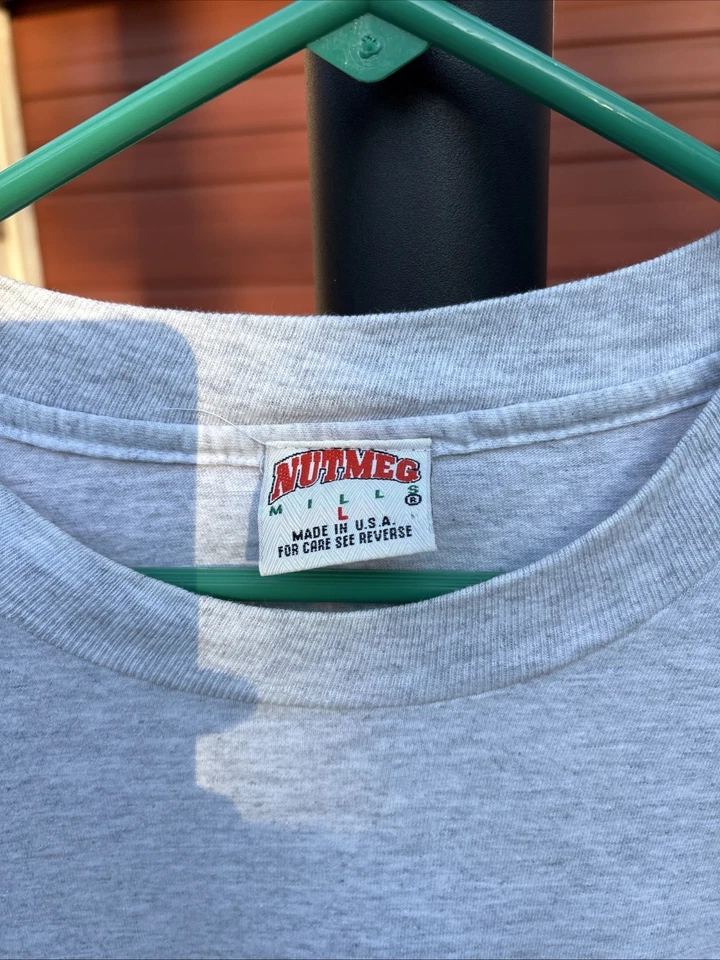 NUTMEG
MILLS®
L
MADE IN U.S.A.
FOR CARE SEE REVERSE